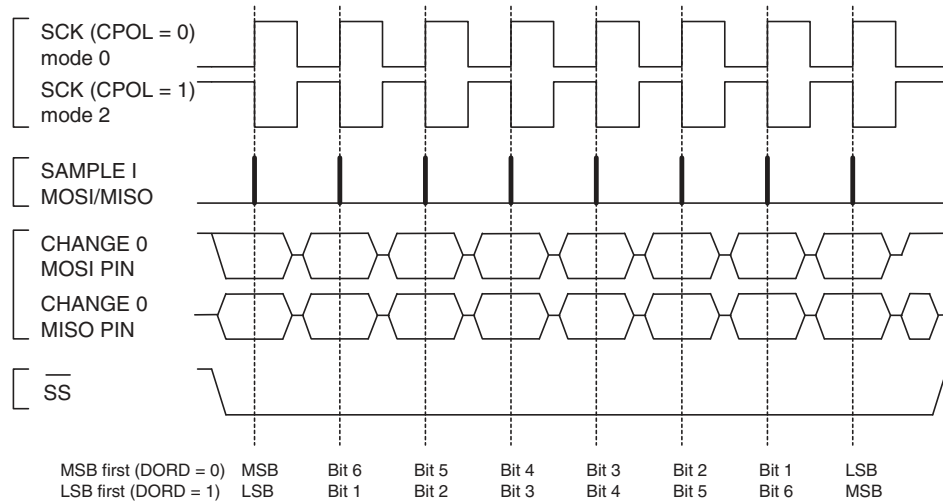 SCK (CPOL = 0)
mode 0
SCK (CPOL = 1)
mode 2
SAMPLE I
MOSI/MISO
CHANGE 0
MOSI PIN
CHANGE 0
MISO PIN
SS
MSB first (DORD = 0) MSB Bit 6 Bit 5 Bit 4 Bit 3 Bit 2 Bit 1 LSB
LSB first (DORD = 1) LSB Bit 1 Bit 2 Bit 3 Bit 4 Bit 5 Bit 6 MSB